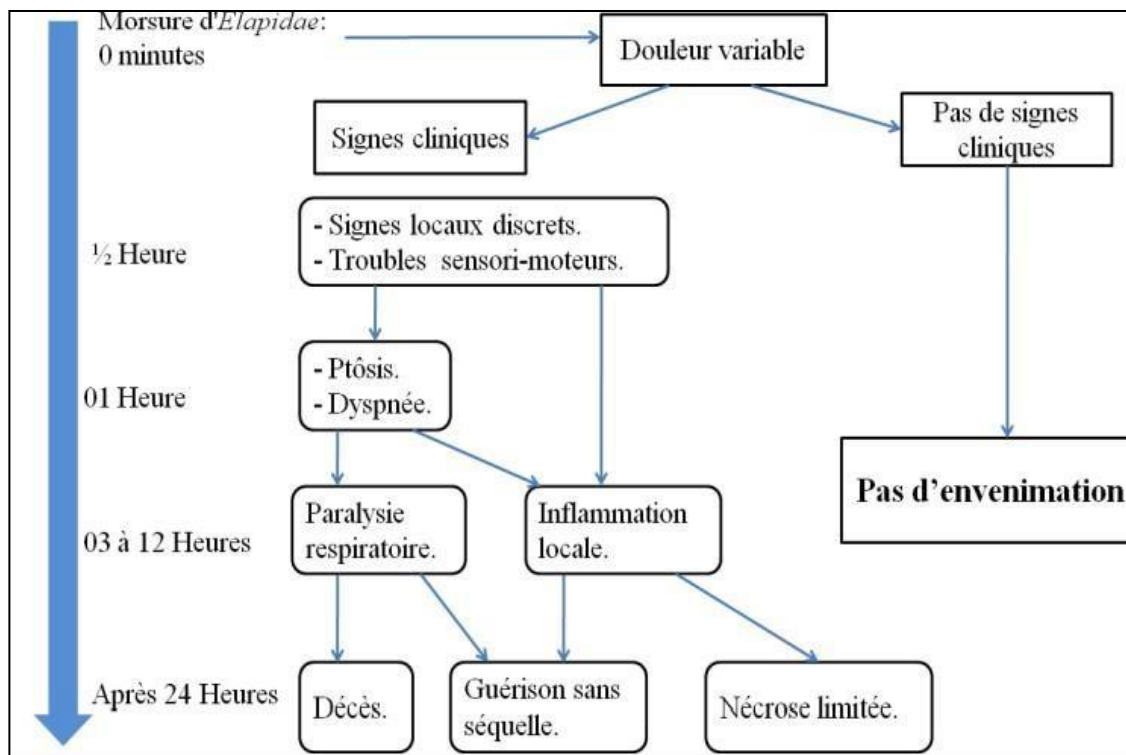 Morsure d'Elapidae:
0 minutes
Douleur variable
Signes cliniques
Pas de signes
cliniques
½ Heure
- Signes locaux discrets.
- Troubles sensori-moteurs.
01 Heure
- Ptôsis.
- Dyspnée.
Pas d’envenimation
03 à 12 Heures
Paralysie
respiratoire.
Inflammation
locale.
Après 24 Heures
Décès.
Guérison sans
séquelle.
Nécrose limitée.